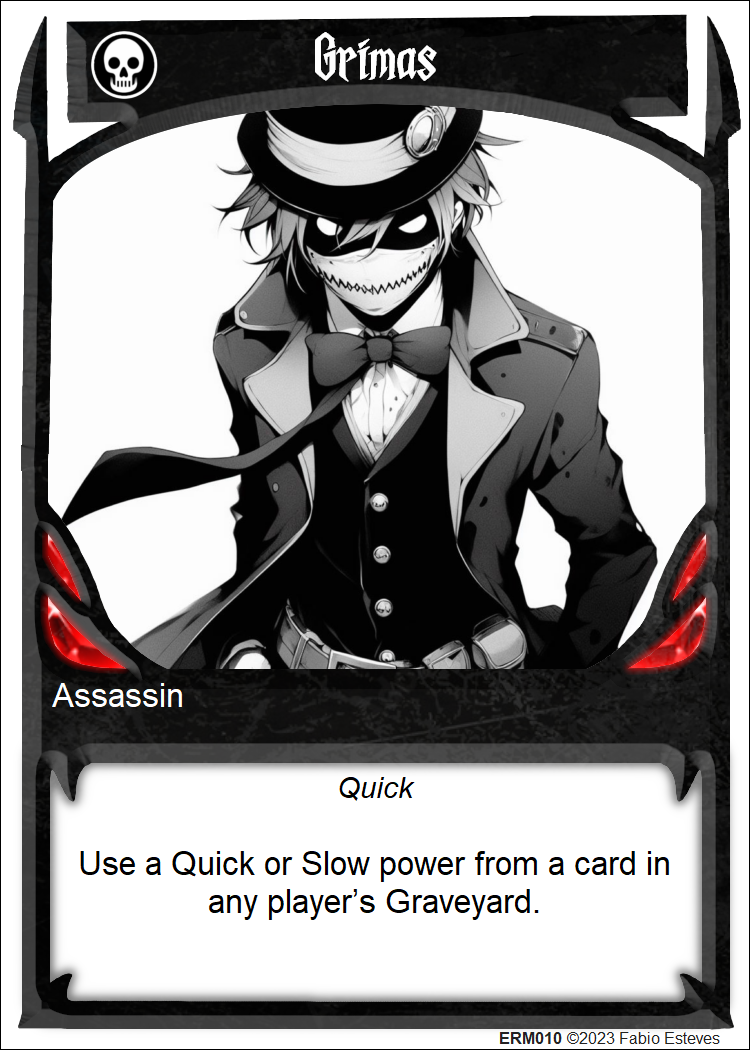 Grimas
Assassin
Quick
Use a Quick or Slow power from a card in
any player’s Graveyard.
ERM010 ©2023 Fabio Esteves